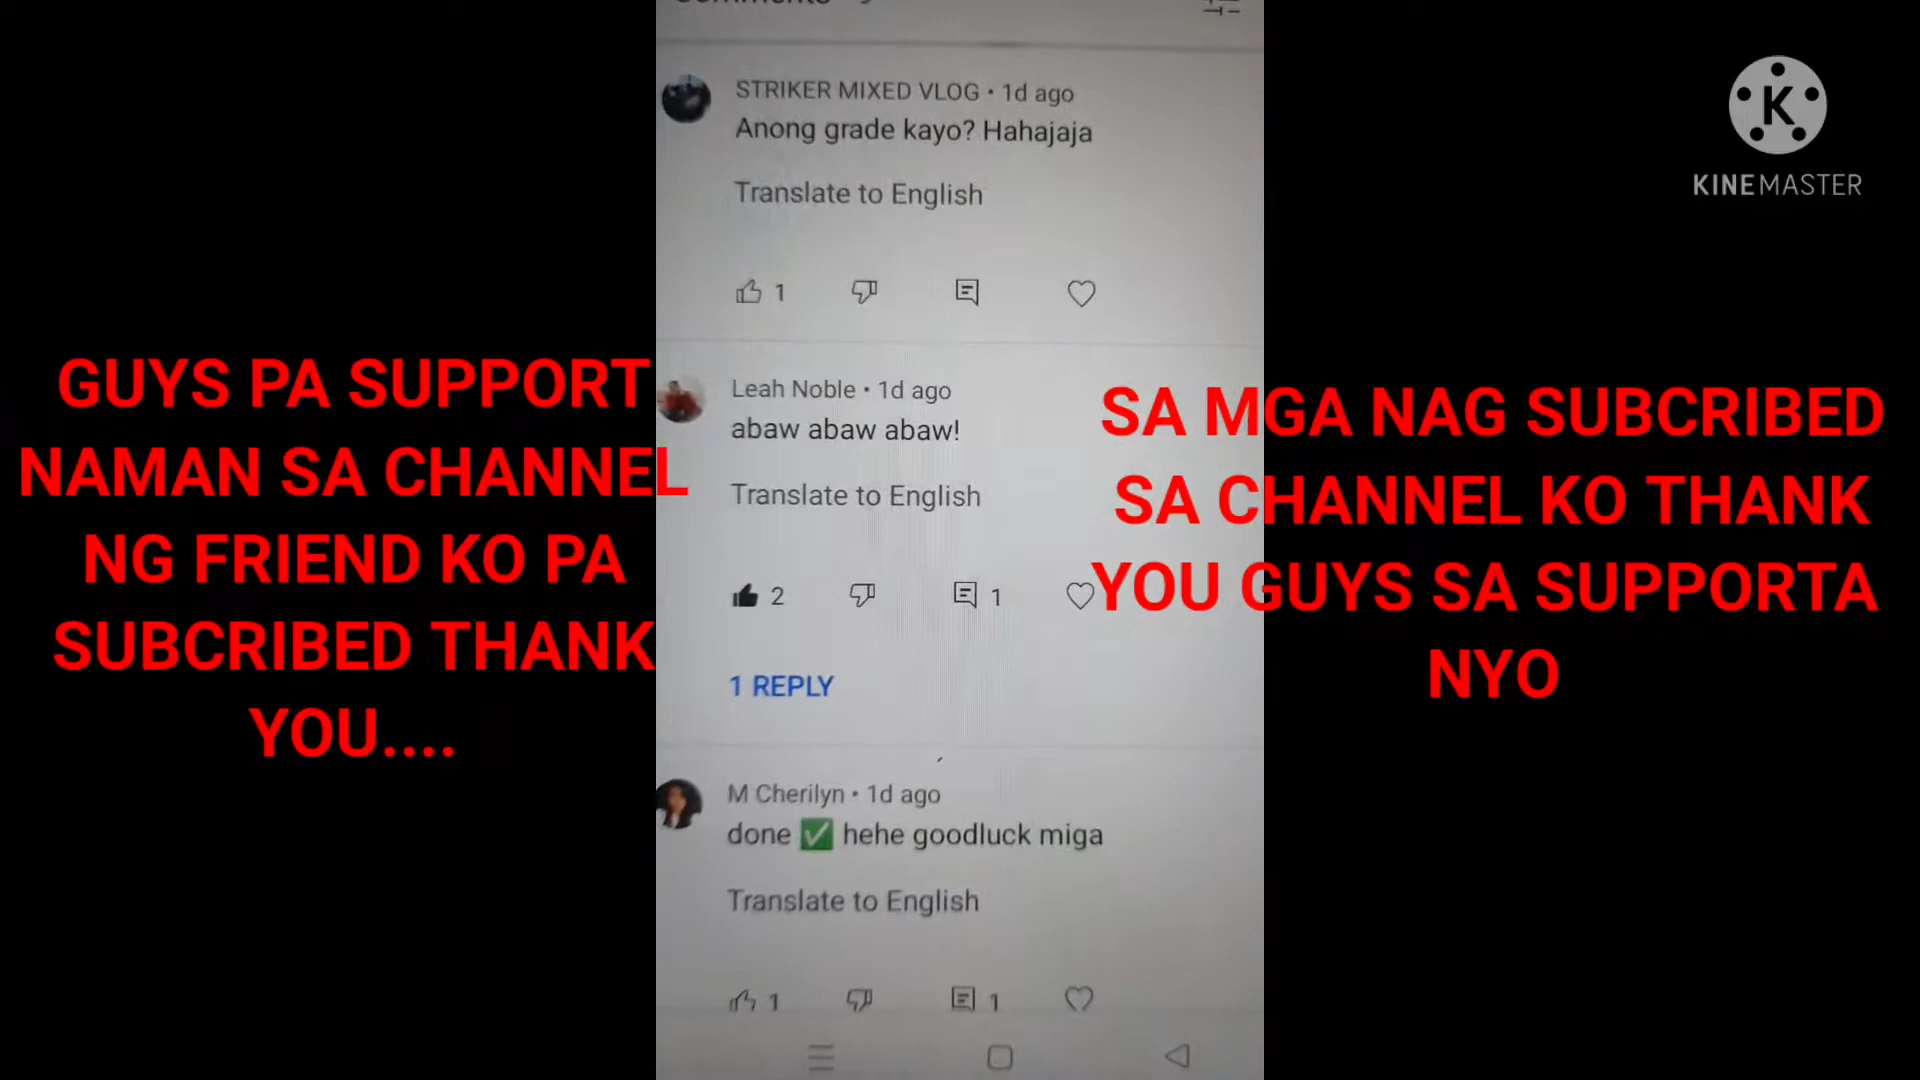 STRIKER MIXED VLOG • 1d ago
Anong grade kayo? Hahajaja
Translate to English
1
Leah Noble • 1d ago
abaw abaw abaw!
Translate to English
2
1
1 REPLY
M Cherilyn • 1d ago
done ✅ hehe goodluck miga
Translate to English
1
1
GUYS PA SUPPORT
NAMAN SA CHANNEL
NG FRIEND KO PA
SUBCRIBED THANK
YOU....
SA MGA NAG SUBCRIBED
SA CHANNEL KO THANK
YOU GUYS SA SUPPORTA
NYO
K
KINEMASTER